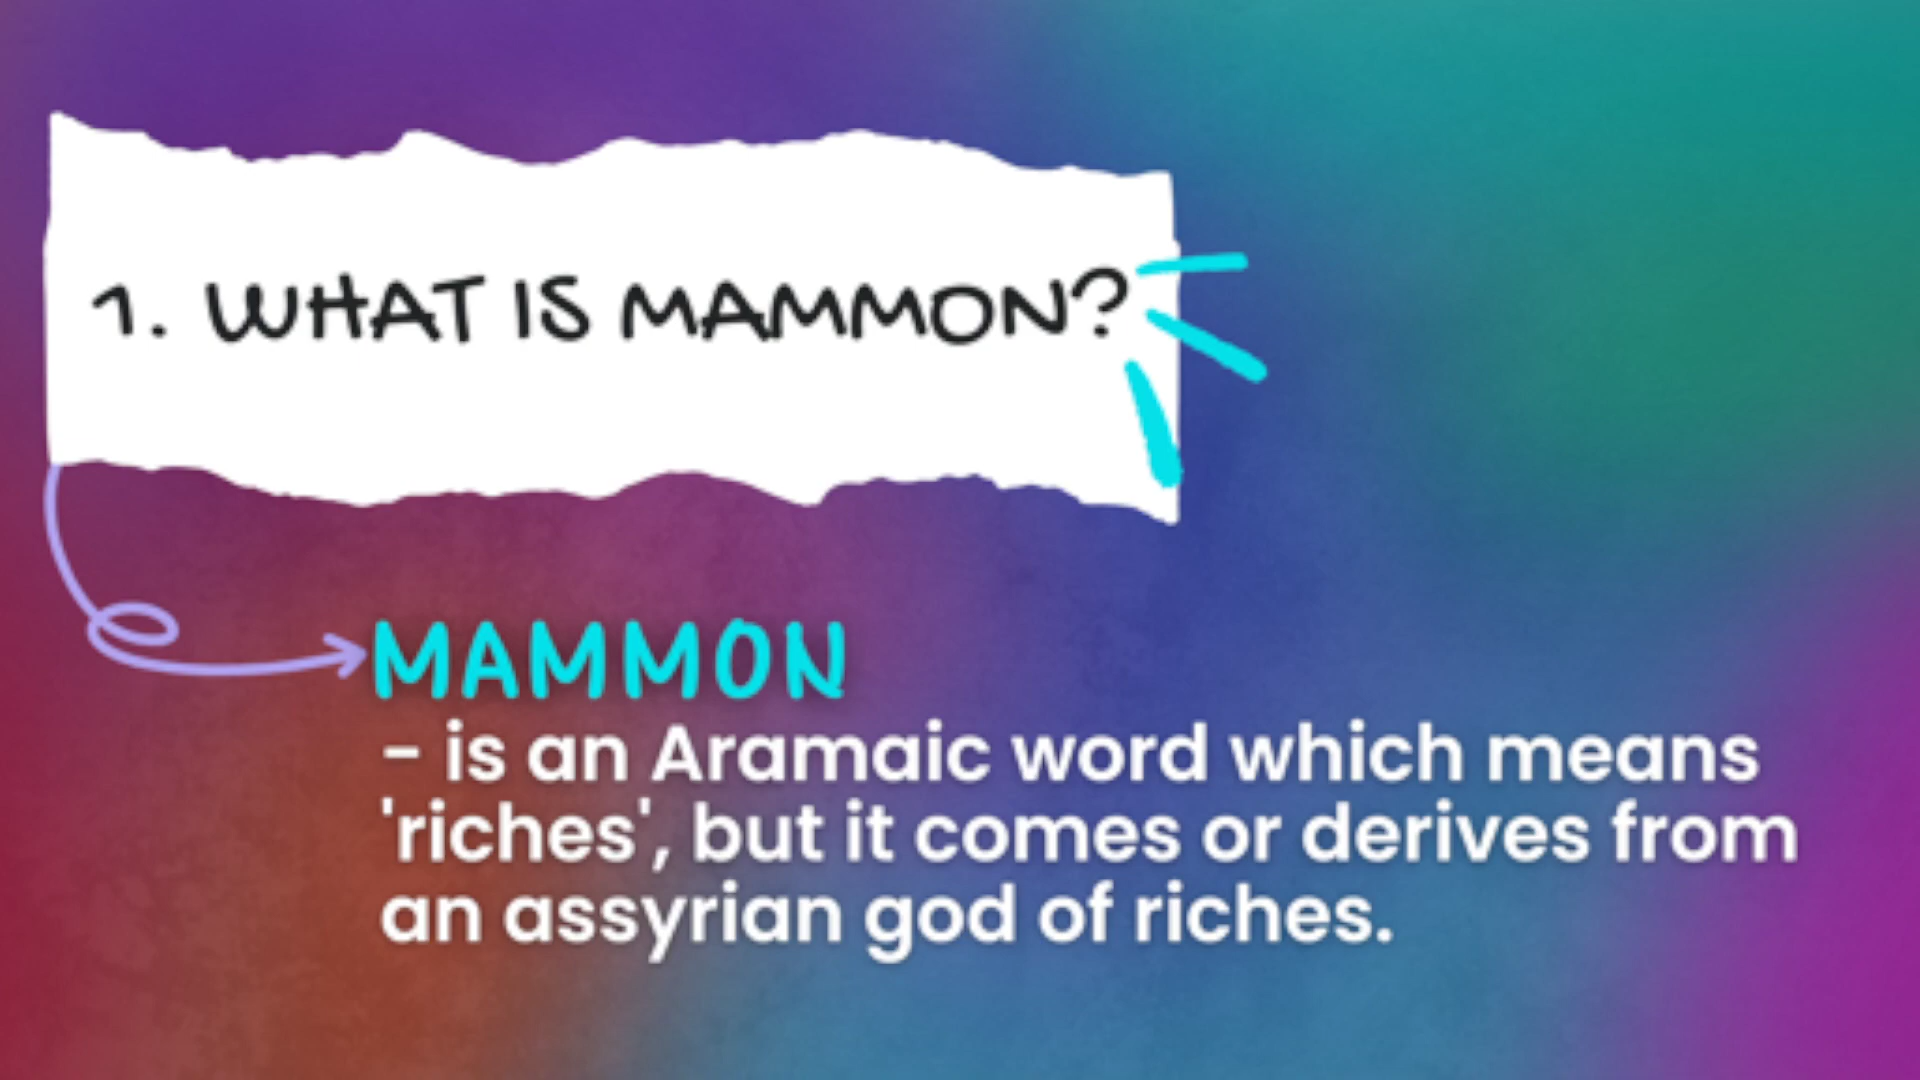 1. WHAT IS MAMMON?
MAMMON
- is an Aramaic word which means
'riches', but it comes or derives from
an assyrian god of riches.